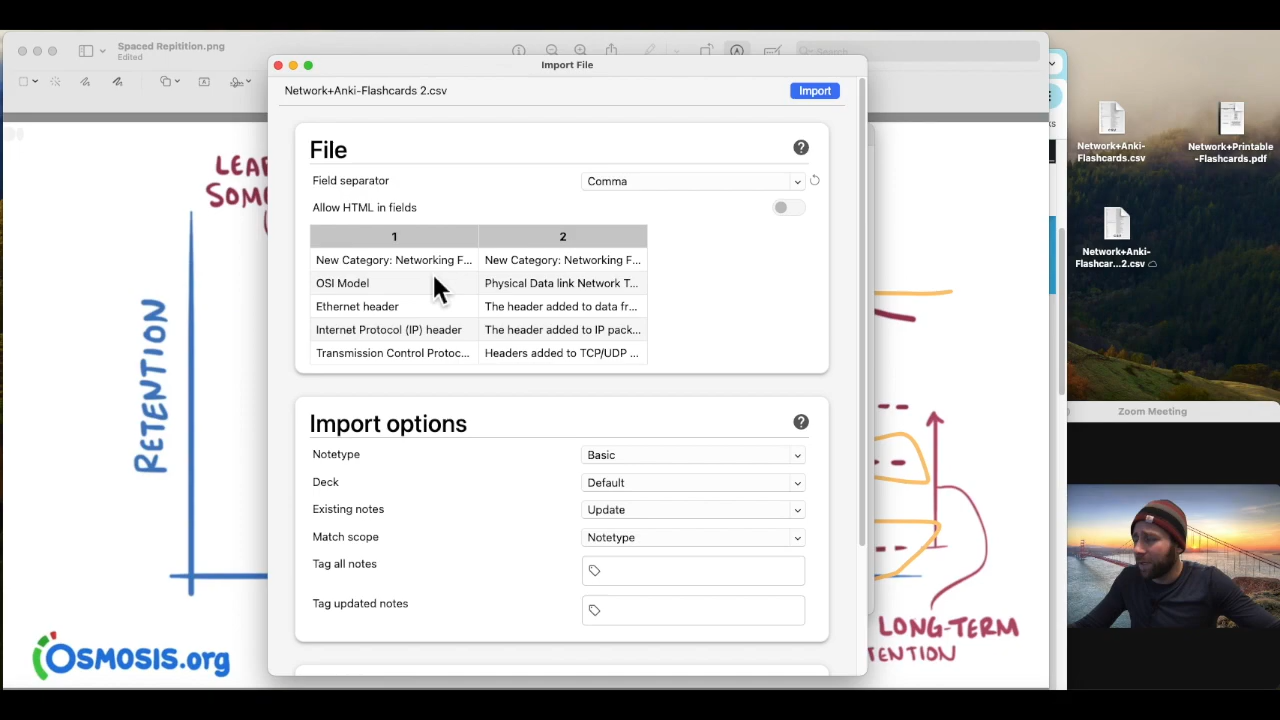 Spaced Repitition.png
Edited
Search
Import File
Network+Anki-Flashcards 2.csv
Import
File
Field separator
Comma
Allow HTML in fields
1
2
New Category: Networking F...
New Category: Networking F...
OSI Model
Physical Data link Network T...
Ethernet header
The header added to data fr...
Internet Protocol (IP) header
The header added to IP pack...
Transmission Control Protoc...
Headers added to TCP/UDP ...
Import options
Notetype
Basic
Deck
Default
Existing notes
Update
Match scope
Notetype
Tag all notes
Tag updated notes
RETENTION
OSMOSIS.org
LONG-TERM
Network+Anki-
Flashcards.csv
Network+Printable
-Flashcards.pdf
Network+Anki-
Flashcar...2.csv
Zoom Meeting